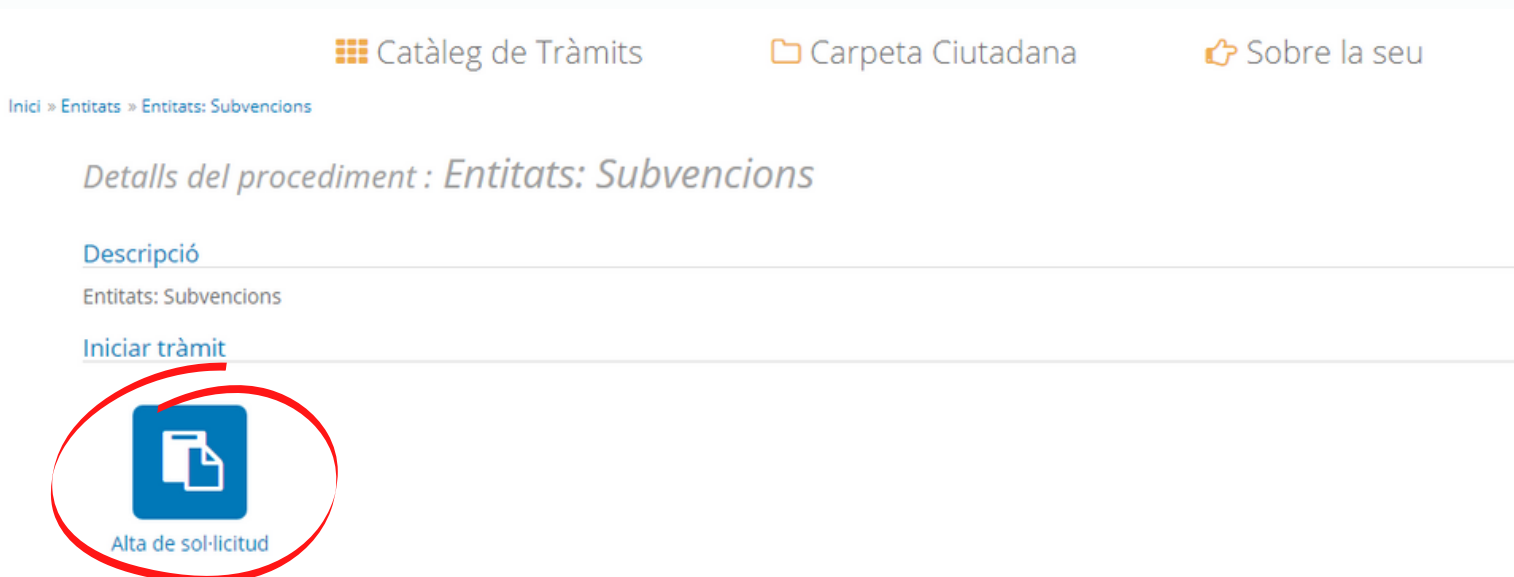 Catàleg de Tràmits Carpeta Ciutadana Sobre la seu
Inici » Entitats » Entitats: Subvencions
Detalls del procediment : Entitats: Subvencions
Descripció
Entitats: Subvencions
Iniciar tràmit
Alta de sol·licitud